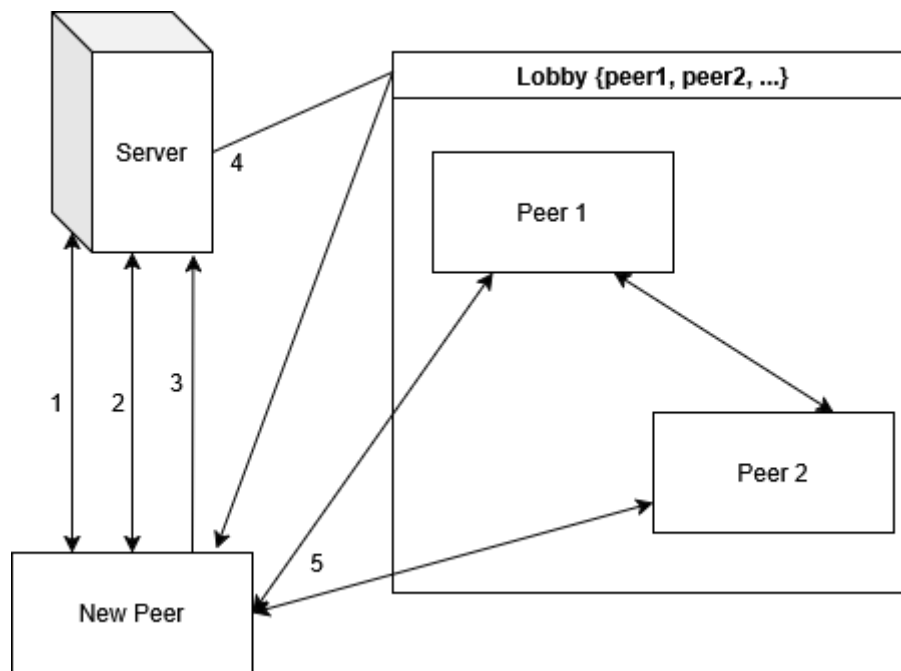 Lobby {peer1, peer2, ...}
Server
4
Peer 1
3
1
2
Peer 2
5
New Peer